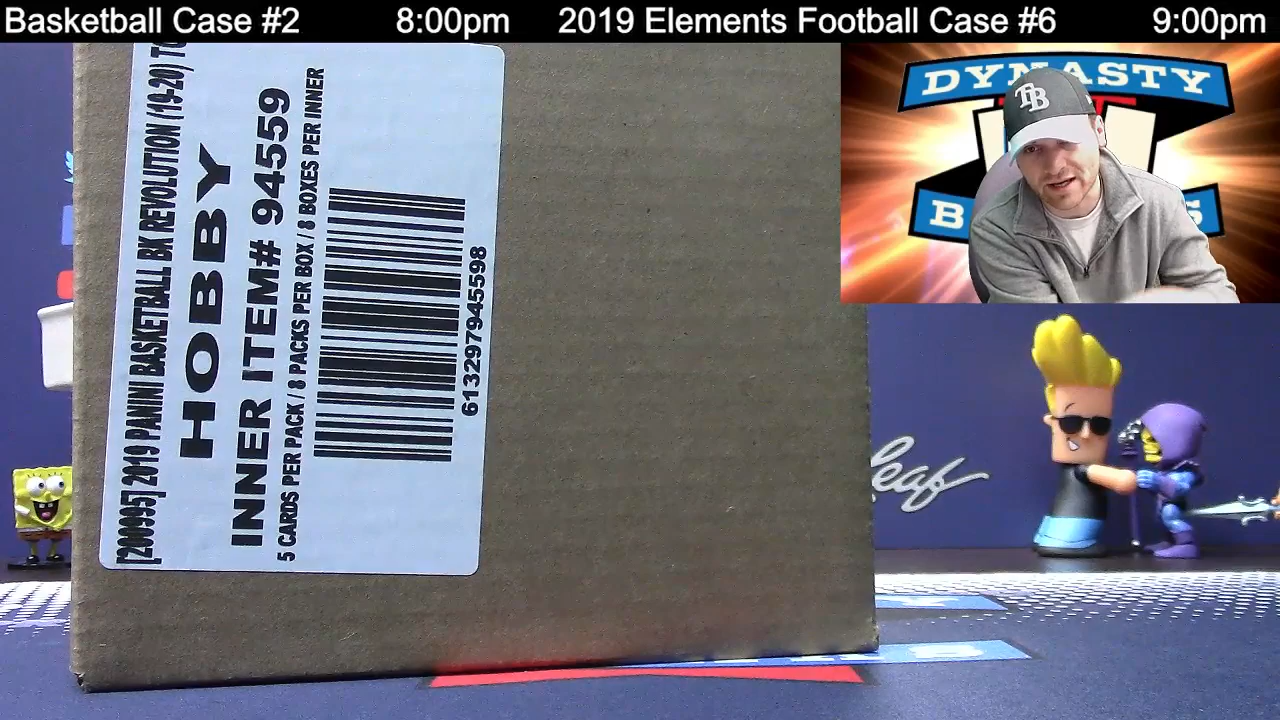 Basketball Case #2 8:00pm 2019 Elements Football Case #6 9:00pm
[200995] 2019 PANINI BASKETBALL BK REVOLUTION (19-20)
HOBBY
INNER ITEM# 94559
5 CARDS PER PACK / 8 PACKS PER BOX / 8 BOXES PER INNER
613297945598
DYNASTY
TB
Leaf